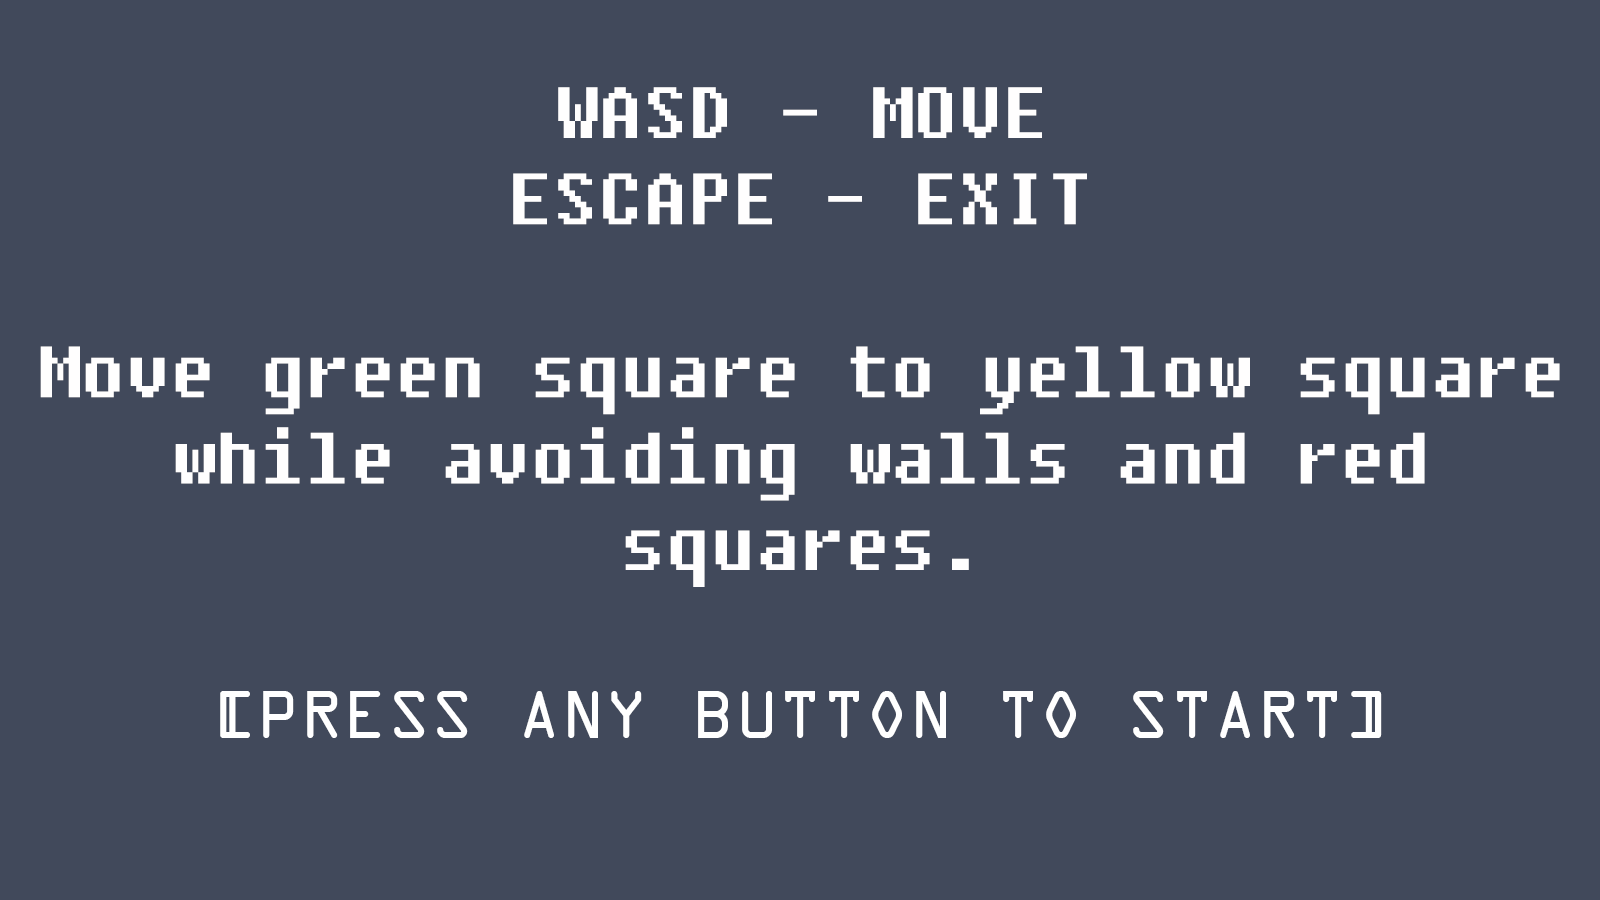 WASD - MOVE
ESCAPE - EXIT
Move green square to yellow square
while avoiding walls and red
squares.
[PRESS ANY BUTTON TO START]